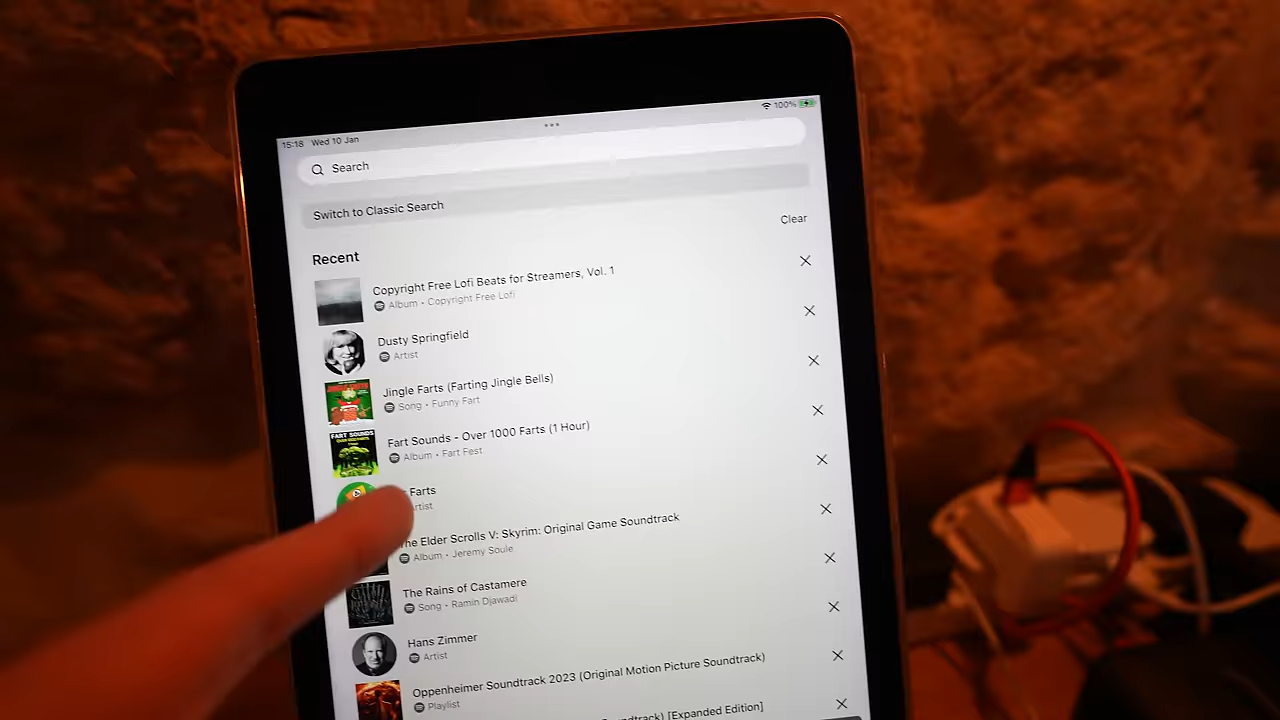 15:18 Wed 10 Jan
100%
Search
Switch to Classic Search
Clear
Recent
Copyright Free Lofi Beats for Streamers, Vol. 1
Album • Copyright Free Lofi
Dusty Springfield
Artist
Jingle Farts (Farting Jingle Bells)
Song • Funny Fart
FART SOUNDS
Fart Sounds - Over 1000 Farts (1 Hour)
Album • Fart Fest
Farts
The Elder Scrolls V: Skyrim: Original Game Soundtrack
Album • Jeremy Soule
The Rains of Castamere
Song • Ramin Djawadi
Hans Zimmer
Artist
Oppenheimer Soundtrack 2023 (Original Motion Picture Soundtrack)
Playlist
[Expanded Edition]